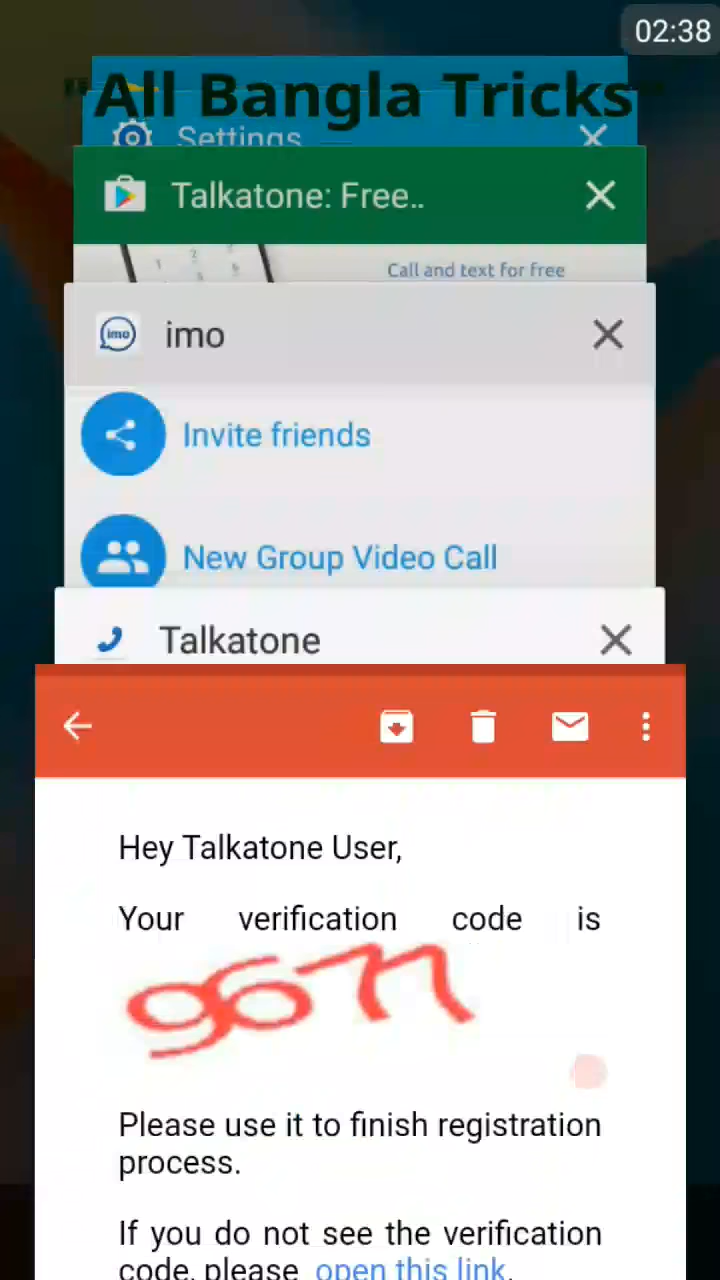 02:38
"All Bangla Tricks"
Settings
Talkatone: Free..
Call and text for free
imo
imo
Invite friends
New Group Video Call
Talkatone
Hey Talkatone User,
Your verification code is
9677
Please use it to finish registration
process.
If you do not see the verification
code, please open this link.